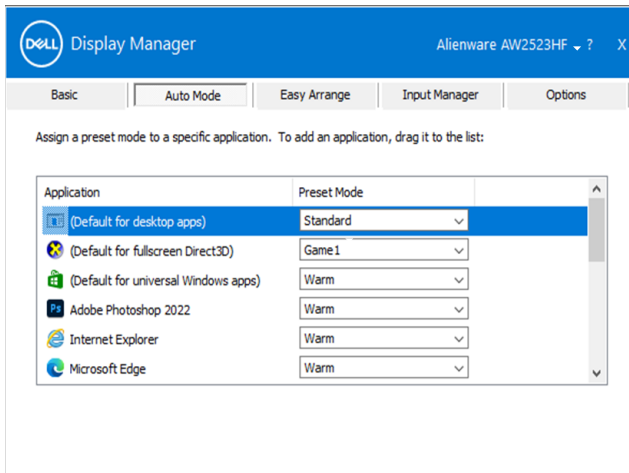 DELL Display Manager Alienware AW2523HF ? X
Basic Auto Mode Easy Arrange Input Manager Options
Assign a preset mode to a specific application. To add an application, drag it to the list:
Application Preset Mode
(Default for desktop apps) Standard
(Default for fullscreen Direct3D) Game1
(Default for universal Windows apps) Warm
Ps Adobe Photoshop 2022 Warm
Internet Explorer Warm
Microsoft Edge Warm